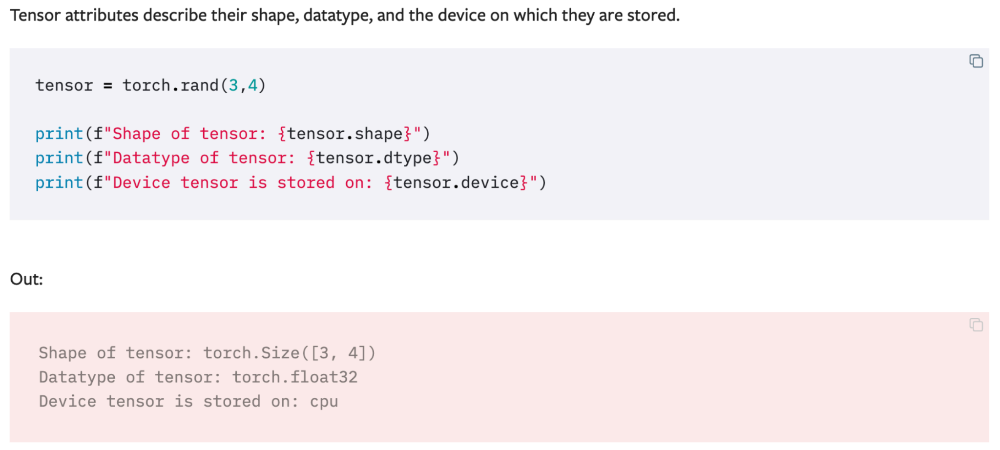 Tensor attributes describe their shape, datatype, and the device on which they are stored.
tensor = torch.rand(3,4)
print(f"Shape of tensor: {tensor.shape}")
print(f"Datatype of tensor: {tensor.dtype}")
print(f"Device tensor is stored on: {tensor.device}")
Out:
Shape of tensor: torch.Size([3, 4])
Datatype of tensor: torch.float32
Device tensor is stored on: cpu